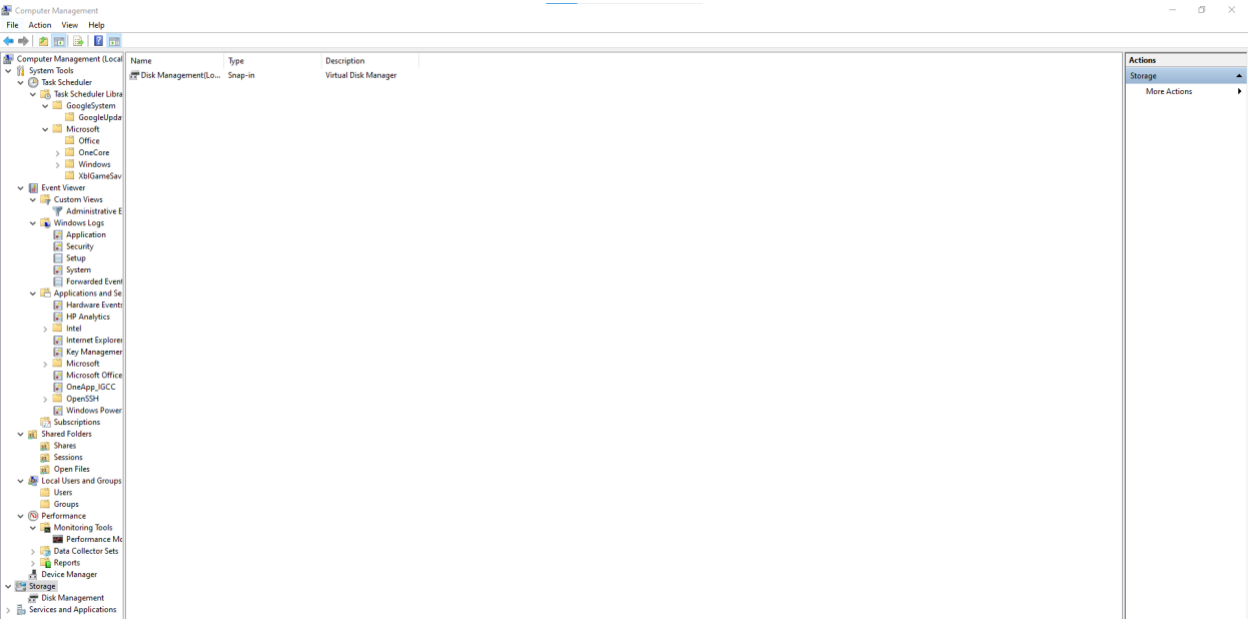 Computer Management
File Action View Help
Computer Management (Local
System Tools
Task Scheduler
Task Scheduler Libra
GoogleSystem
GoogleUpda
Microsoft
Office
OneCore
Windows
XblGameSav
Event Viewer
Custom Views
Administrative E
Windows Logs
Application
Security
Setup
System
Forwarded Event
Applications and Se
Hardware Events
HP Analytics
Intel
Internet Explorer
Key Managemen
Microsoft
Microsoft Office
OneApp_IGCC
OpenSSH
Windows Power
Subscriptions
Shared Folders
Shares
Sessions
Open Files
Local Users and Groups
Users
Groups
Performance
Monitoring Tools
Performance Mo
Data Collector Sets
Reports
Device Manager
Storage
Disk Management
Services and Applications
Name Type Description
Disk Management(Lo... Snap-in Virtual Disk Manager
Actions
Storage
More Actions